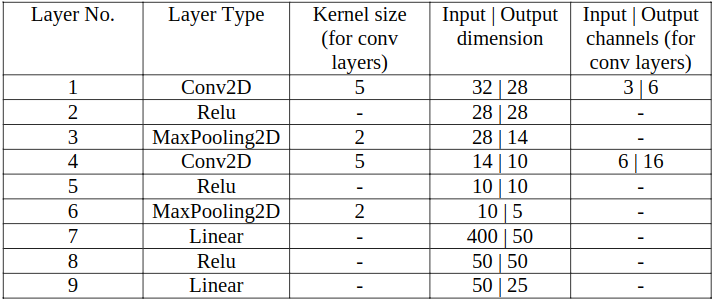 Layer No. Layer Type Kernel size (for conv layers) Input | Output dimension Input | Output channels (for conv layers)
1 Conv2D 5 32 | 28 3 | 6
2 Relu - 28 | 28 -
3 MaxPooling2D 2 28 | 14 -
4 Conv2D 5 14 | 10 6 | 16
5 Relu - 10 | 10 -
6 MaxPooling2D 2 10 | 5 -
7 Linear - 400 | 50 -
8 Relu - 50 | 50 -
9 Linear - 50 | 25 -